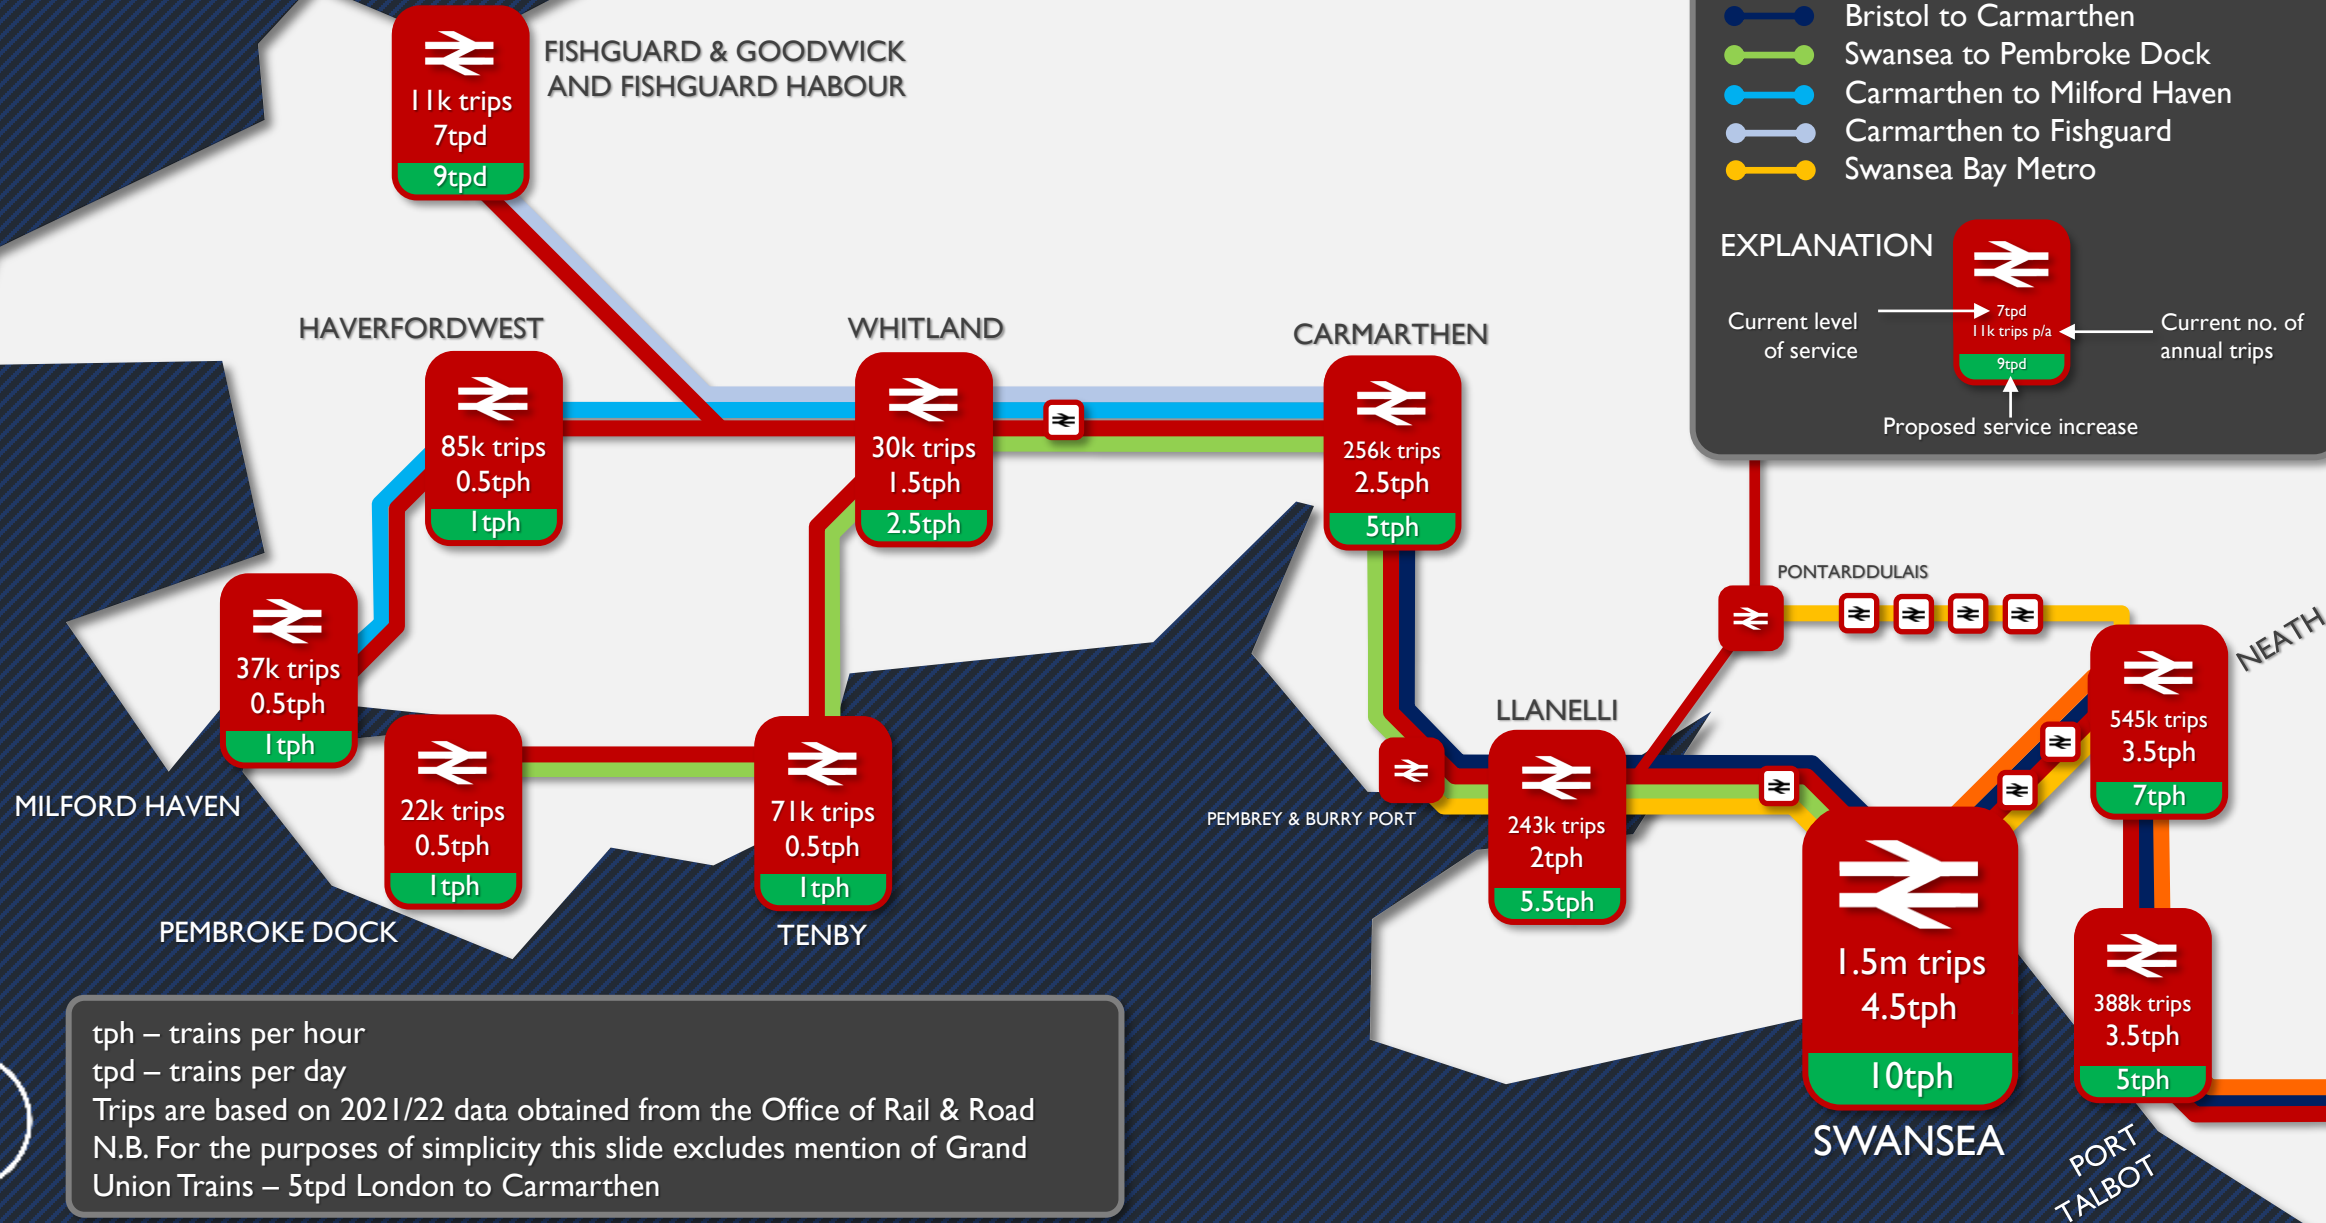 Bristol to Carmarthen
Swansea to Pembroke Dock
Carmarthen to Milford Haven
Carmarthen to Fishguard
Swansea Bay Metro
EXPLANATION
7tpd
11k trips p/a
9tpd
Current level
of service
Current no. of
annual trips
Proposed service increase
11k trips
7tpd
9tpd
FISHGUARD & GOODWICK
AND FISHGUARD HABOUR
HAVERFORDWEST
85k trips
0.5tph
1tph
WHITLAND
30k trips
1.5tph
2.5tph
CARMARTHEN
256k trips
2.5tph
5tph
PONTARDDULAIS
NEATH
545k trips
3.5tph
7tph
37k trips
0.5tph
1tph
MILFORD HAVEN
22k trips
0.5tph
1tph
PEMBROKE DOCK
71k trips
0.5tph
1tph
TENBY
PEMBREY & BURRY PORT
LLANELLI
243k trips
2tph
5.5tph
1.5m trips
4.5tph
10tph
SWANSEA
388k trips
3.5tph
5tph
PORT
TALBOT
tph – trains per hour
tpd – trains per day
Trips are based on 2021/22 data obtained from the Office of Rail & Road
N.B. For the purposes of simplicity this slide excludes mention of Grand
Union Trains – 5tpd London to Carmarthen